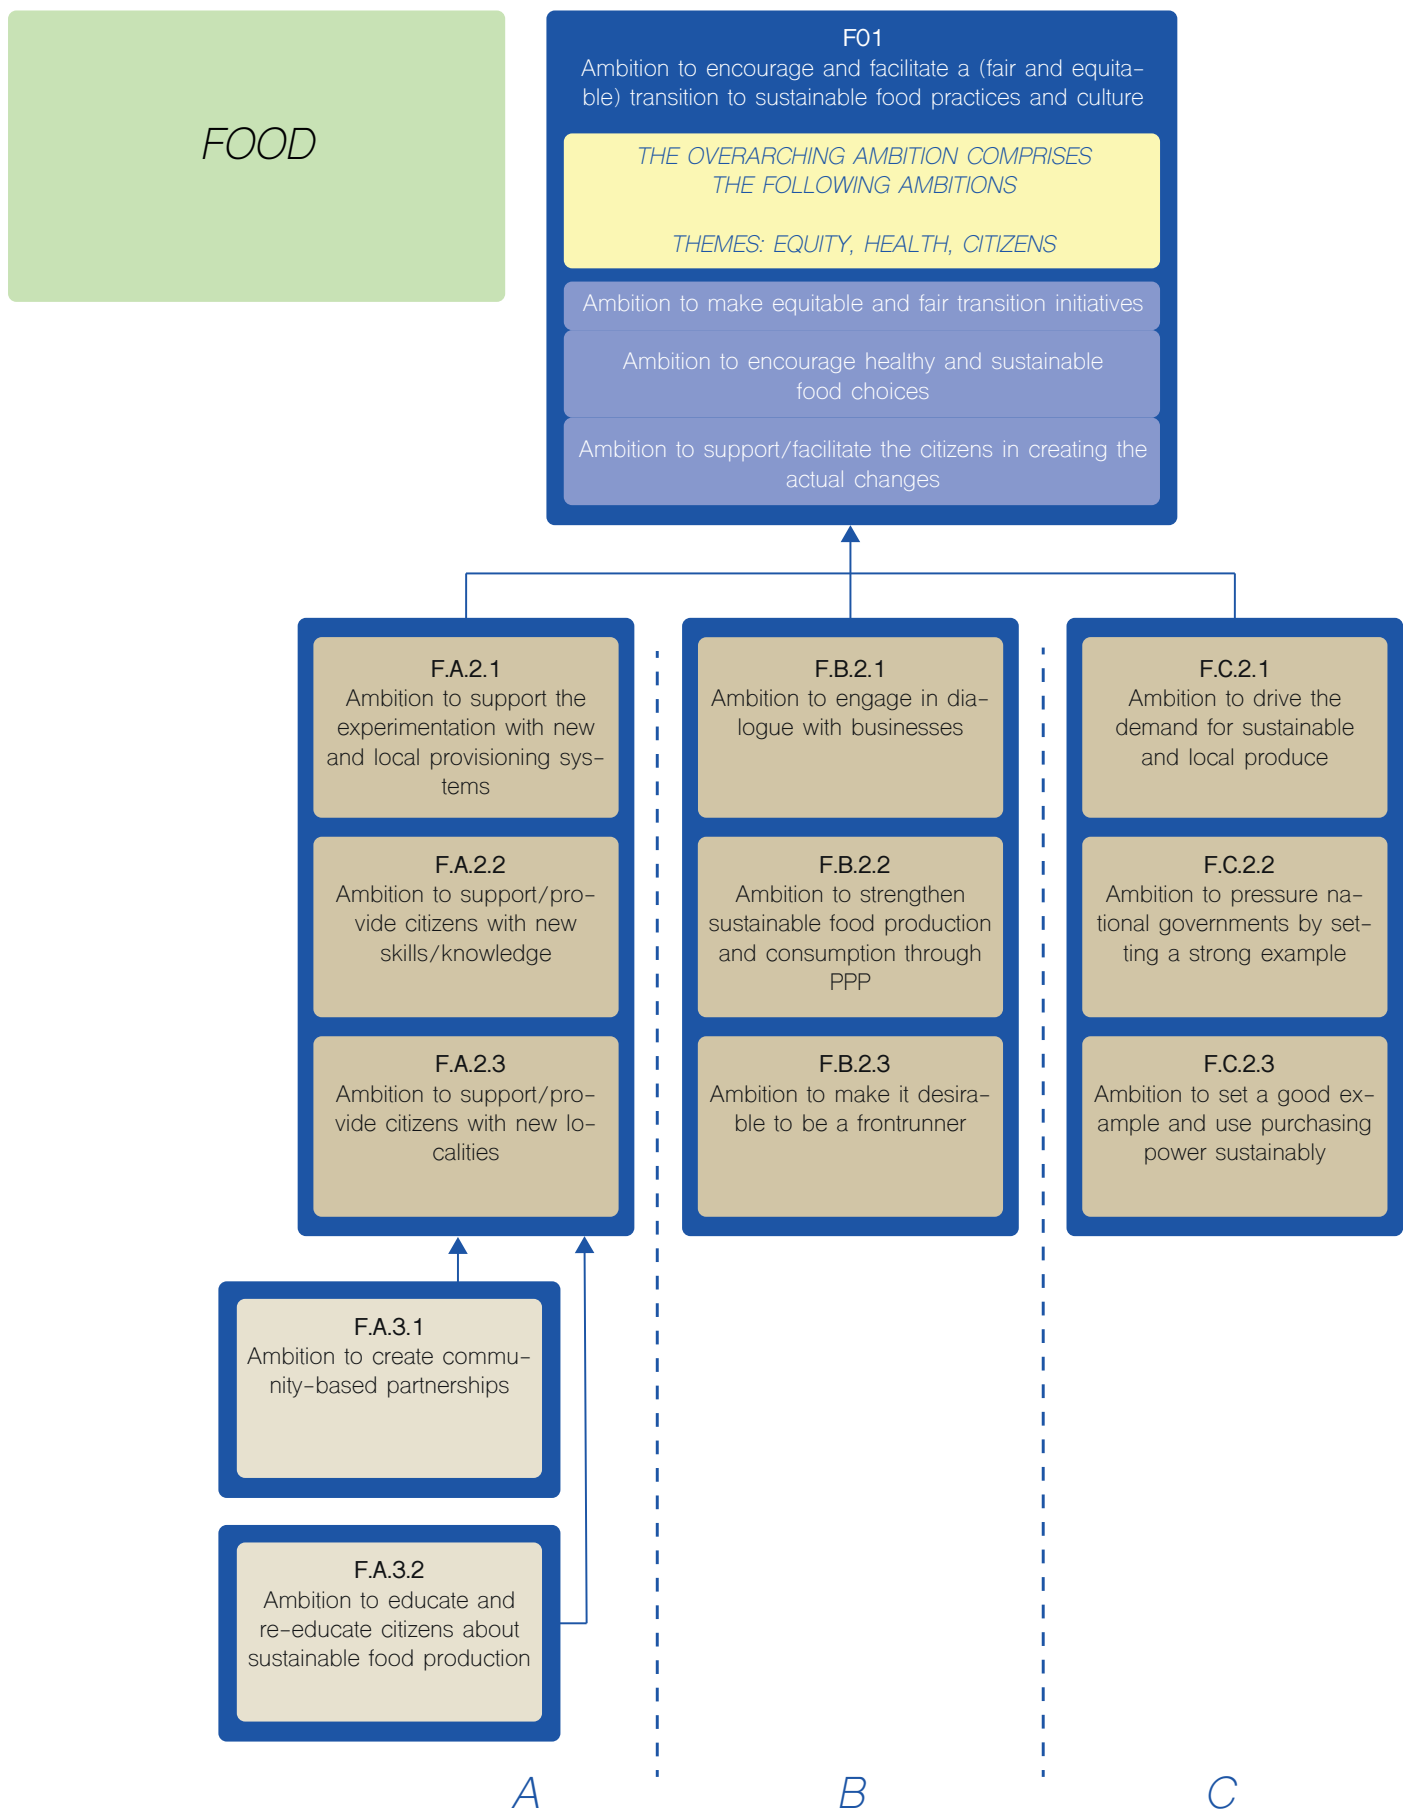 FOOD
F01
Ambition to encourage and facilitate a (fair and equita-
ble) transition to sustainable food practices and culture
THE OVERARCHING AMBITION COMPRISES
THE FOLLOWING AMBITIONS
THEMES: EQUITY, HEALTH, CITIZENS
Ambition to make equitable and fair transition initiatives
Ambition to encourage healthy and sustainable
food choices
Ambition to support/facilitate the citizens in creating the
actual changes
F.A.2.1
Ambition to support the
experimentation with new
and local provisioning sys-
tems
F.A.2.2
Ambition to support/pro-
vide citizens with new
skills/knowledge
F.A.2.3
Ambition to support/pro-
vide citizens with new lo-
calities
F.B.2.1
Ambition to engage in dia-
logue with businesses
F.B.2.2
Ambition to strengthen
sustainable food production
and consumption through
PPP
F.B.2.3
Ambition to make it desira-
ble to be a frontrunner
F.C.2.1
Ambition to drive the
demand for sustainable
and local produce
F.C.2.2
Ambition to pressure na-
tional governments by set-
ting a strong example
F.C.2.3
Ambition to set a good ex-
ample and use purchasing
power sustainably
F.A.3.1
Ambition to create commu-
nity-based partnerships
F.A.3.2
Ambition to educate and
re-educate citizens about
sustainable food production
A
B
C